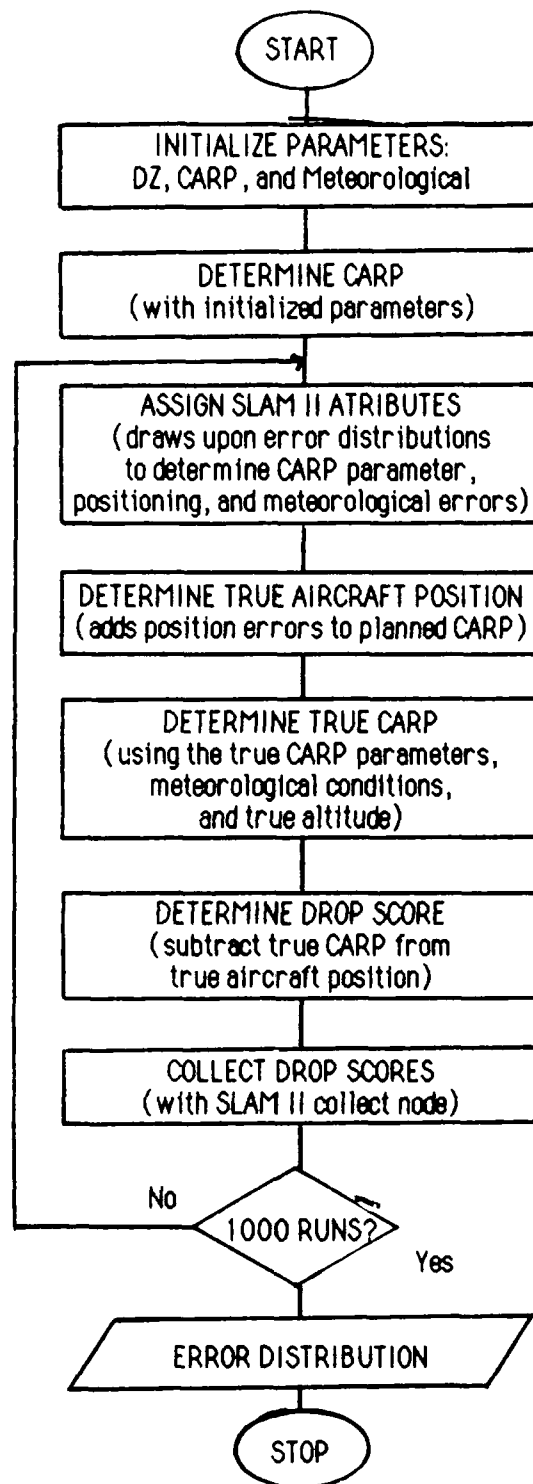 START
INITIALIZE PARAMETERS:
DZ, CARP, and Meteorological
DETERMINE CARP
(with initialized parameters)
ASSIGN SLAM II ATRIBUTES
(draws upon error distributions
to determine CARP parameter,
positioning, and meteorological errors)
DETERMINE TRUE AIRCRAFT POSITION
(adds position errors to planned CARP)
DETERMINE TRUE CARP
(using the true CARP parameters,
meteorological conditions,
and true altitude)
DETERMINE DROP SCORE
(subtract true CARP from
true aircraft position)
COLLECT DROP SCORES
(with SLAM II collect node)
No
1000 RUNS?
Yes
ERROR DISTRIBUTION
STOP